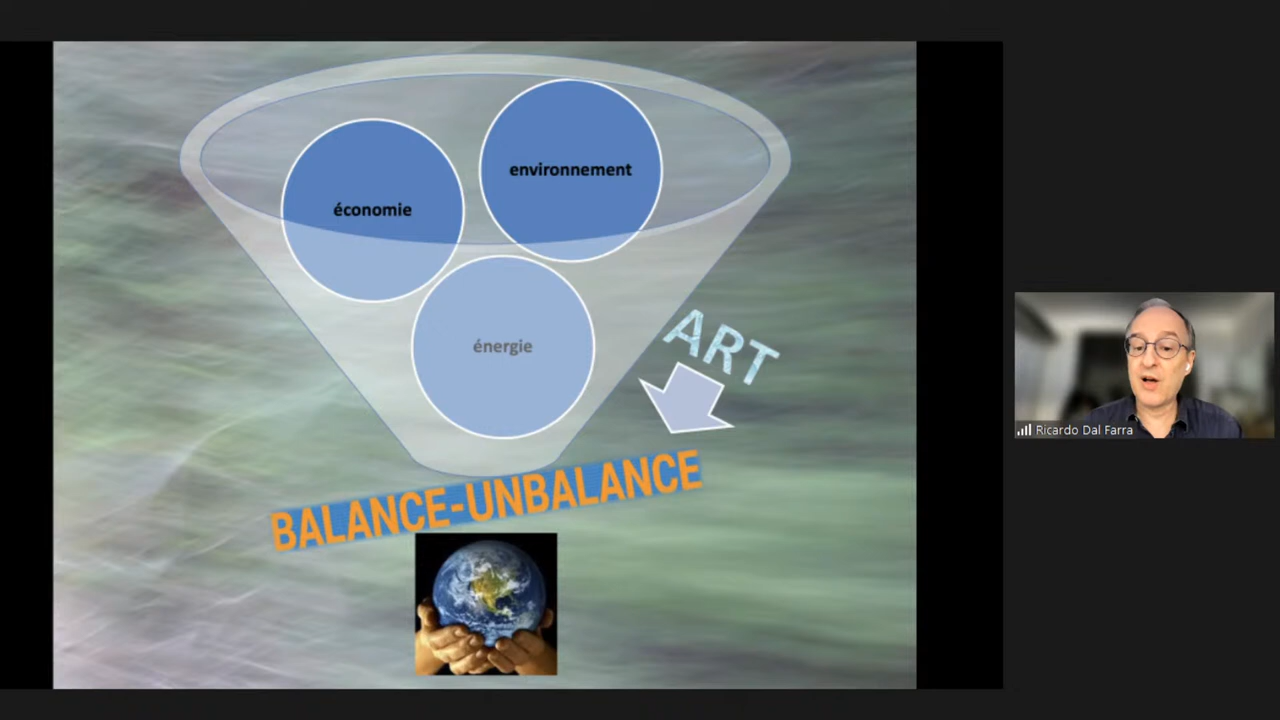 environnement
économie
énergie
ART
BALANCE-UNBALANCE
Ricardo Dal Farra